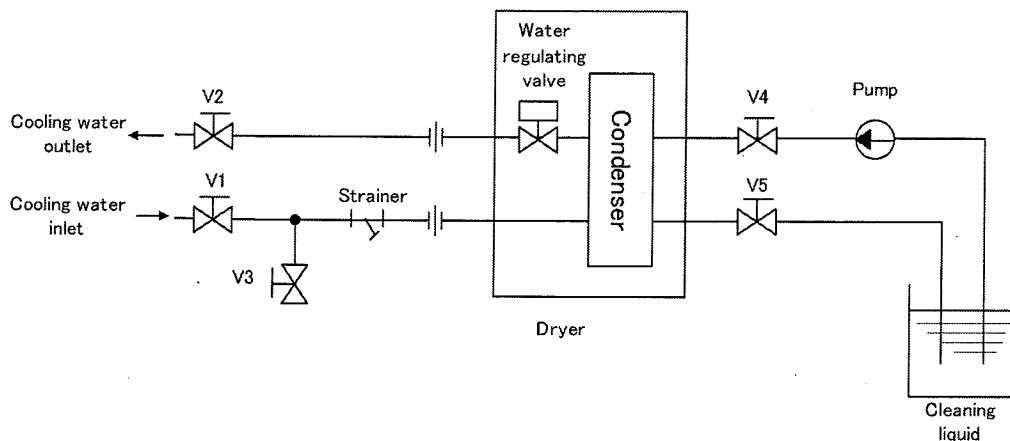 Water
regulating
valve
V2
V4
Pump
Cooling water
outlet
V1
V5
Cooling water
inlet
Strainer
Condenser
V3
Dryer
Cleaning
liquid